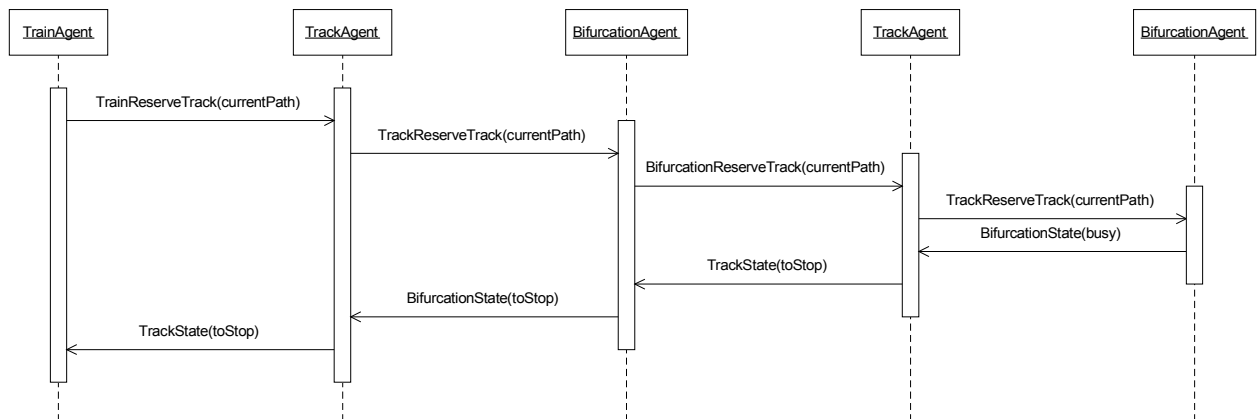 TrainAgent
TrackAgent
BifurcationAgent
TrackAgent
BifurcationAgent
TrainReserveTrack(currentPath)
TrackReserveTrack(currentPath)
BifurcationReserveTrack(currentPath)
TrackReserveTrack(currentPath)
BifurcationState(busy)
TrackState(toStop)
BifurcationState(toStop)
TrackState(toStop)